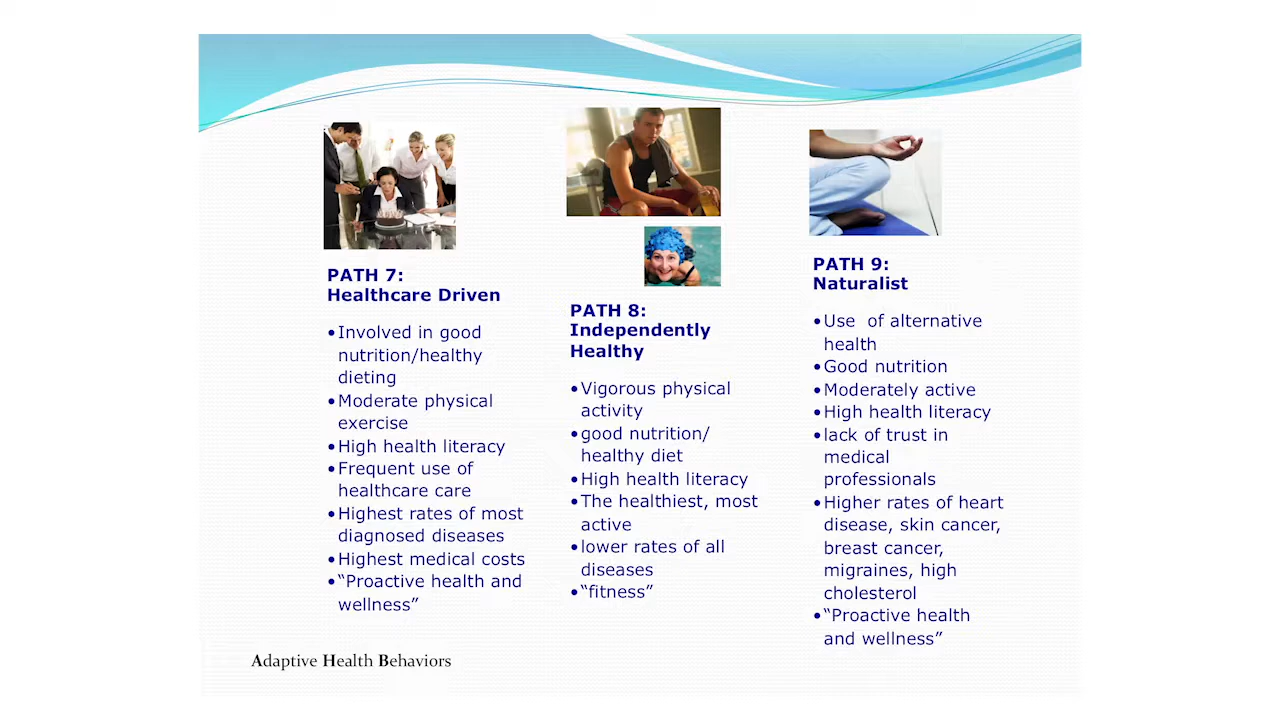 PATH 7:
Healthcare Driven
•Involved in good
nutrition/healthy
dieting
•Moderate physical
exercise
•High health literacy
•Frequent use of
healthcare care
•Highest rates of most
diagnosed diseases
•Highest medical costs
•“Proactive health and
wellness”
PATH 8:
Independently
Healthy
•Vigorous physical
activity
•good nutrition/
healthy diet
•High health literacy
•The healthiest, most
active
•lower rates of all
diseases
•“fitness”
PATH 9:
Naturalist
•Use  of alternative
health
•Good nutrition
•Moderately active
•High health literacy
•lack of trust in
medical
professionals
•Higher rates of heart
disease, skin cancer,
breast cancer,
migraines, high
cholesterol
•“Proactive health
and wellness”
Adaptive Health Behaviors